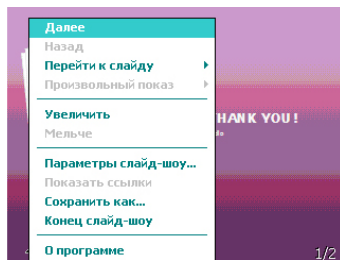 Далее
Назад
Перейти к слайду
Произвольный показ
Увеличить
HANK YOU!
Мельче
Параметры слайд-шоу...
Показать ссылки
Сохранить как...
Конец слайд-шоу
О программе
1/2